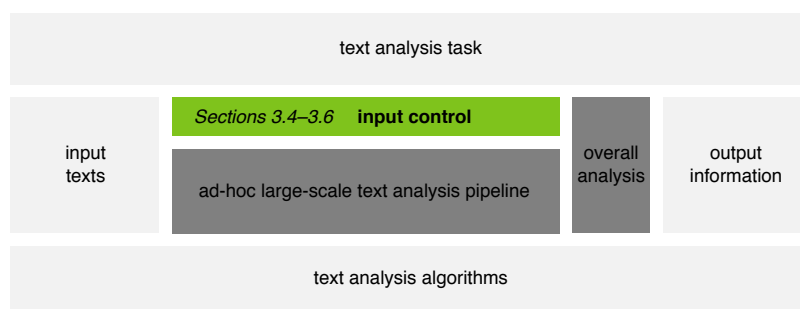 text analysis task
Sections 3.4–3.6 input control
input
texts
ad-hoc large-scale text analysis pipeline
overall
analysis
output
information
text analysis algorithms